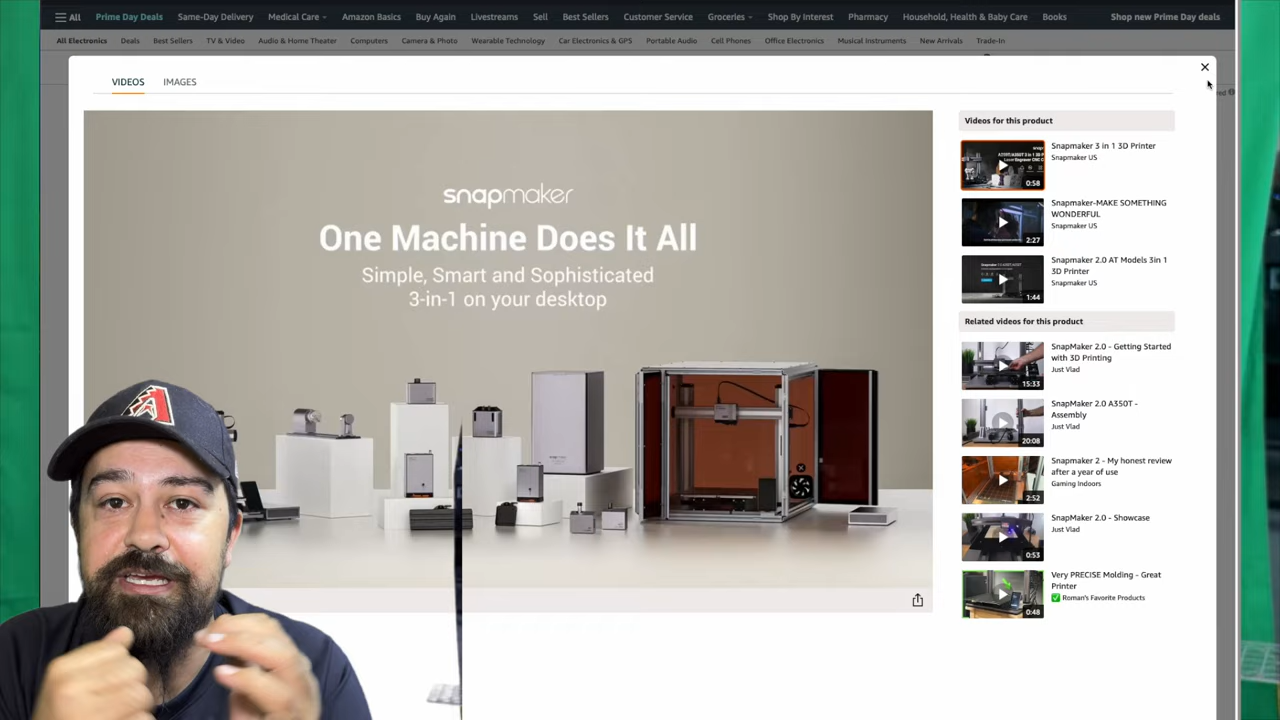 All
Prime Day Deals
Same-Day Delivery
Medical Care
Amazon Basics
Buy Again
Livestreams
Sell
Best Sellers
Customer Service
Groceries
Shop By Interest
Pharmacy
Household, Health & Baby Care
Books
Shop new Prime Day deals
All Electronics
Deals
Best Sellers
TV & Video
Audio & Home Theater
Computers
Camera & Photo
Wearable Technology
Car Electronics & GPS
Portable Audio
Cell Phones
Office Electronics
Musical Instruments
New Arrivals
Trade-In
VIDEOS
IMAGES
snapmaker
One Machine Does It All
Simple, Smart and Sophisticated
3-in-1 on your desktop
A
Videos for this product
Snapmaker 3 in 1 3D Printer
Snapmaker US
0:58
Snapmaker-MAKE SOMETHING
WONDERFUL
Snapmaker US
2:27
Snapmaker 2.0 AT Models 3in 1
3D Printer
Snapmaker US
1:44
Related videos for this product
SnapMaker 2.0 - Getting Started
with 3D Printing
Just Vlad
15:33
SnapMaker 2.0 A350T -
Assembly
Just Vlad
20:08
Snapmaker 2 - My honest review
after a year of use
Gaming Indoors
2:52
SnapMaker 2.0 - Showcase
Just Vlad
0:53
Very PRECISE Molding - Great
Printer
Roman's Favorite Products
0:48